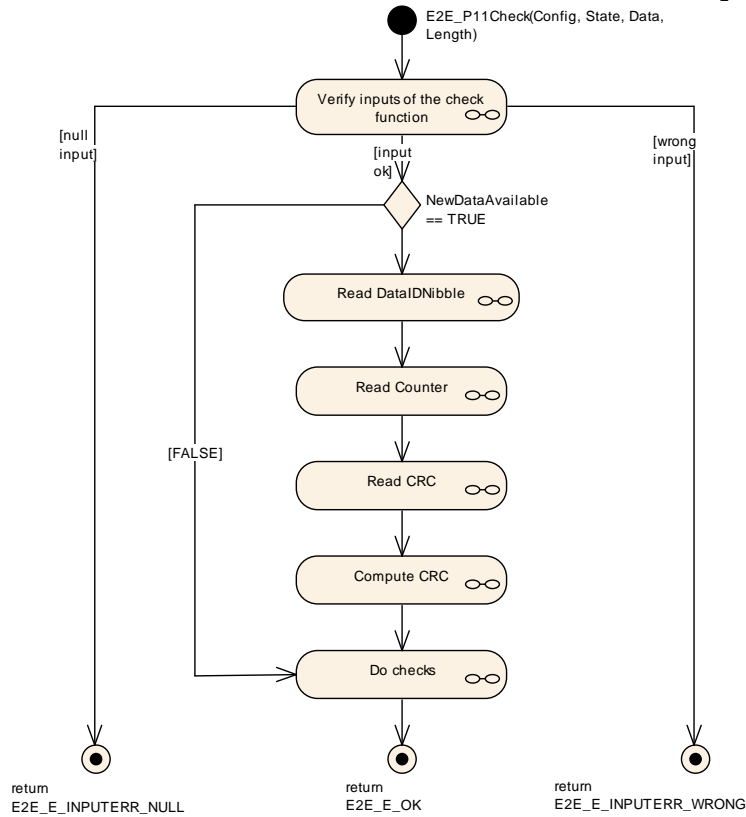 E2E_P11Check(Config, State, Data,
Length)
Verify inputs of the check
function
[null
input]
[input
ok]
[wrong
input]
NewDataAvailable
== TRUE
Read DataIDNibble
Read Counter
[FALSE]
Read CRC
Compute CRC
Do checks
return
E2E_E_INPUTERR_NULL
return
E2E_E_OK
return
E2E_E_INPUTERR_WRONG